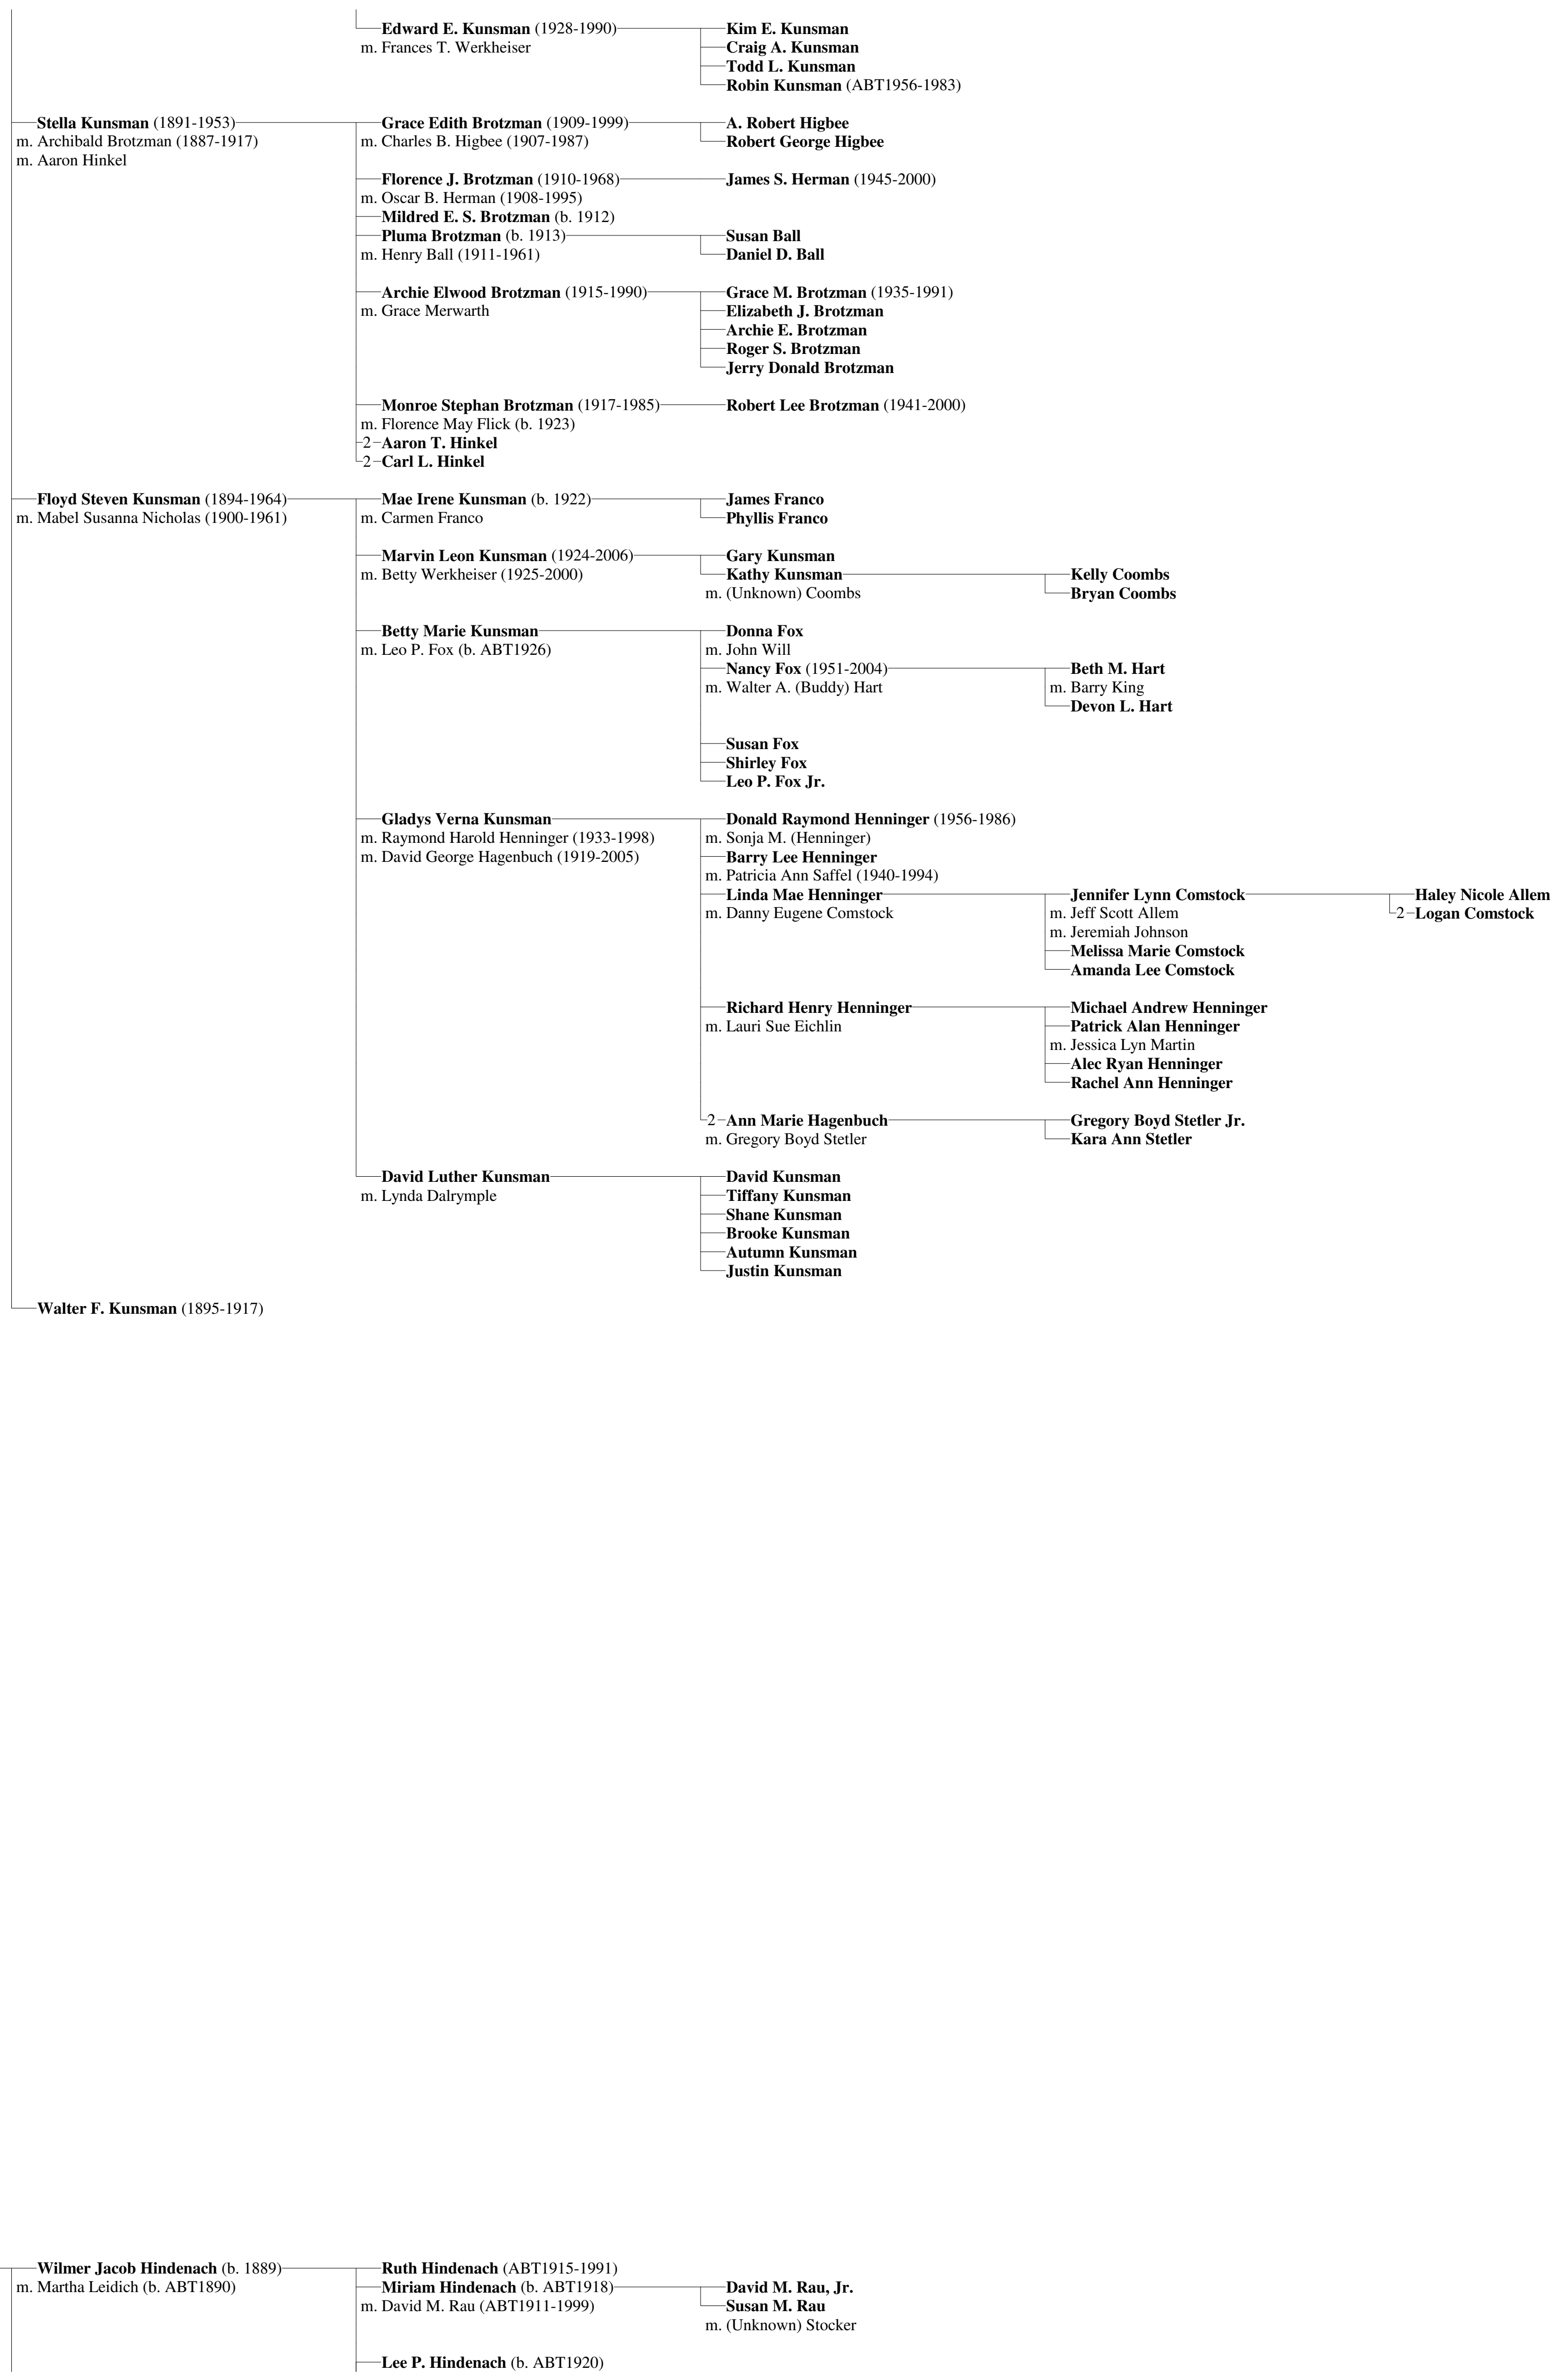 Edward E. Kunsman (1928-1990) Kim E. Kunsman
m. Frances T. Werkheiser Craig A. Kunsman
Todd L. Kunsman
Robin Kunsman (ABT1956-1983)
Stella Kunsman (1891-1953) Grace Edith Brotzman (1909-1999) A. Robert Higbee
m. Archibald Brotzman (1887-1917) m. Charles B. Higbee (1907-1987) Robert George Higbee
m. Aaron Hinkel
Florence J. Brotzman (1910-1968) James S. Herman (1945-2000)
m. Oscar B. Herman (1908-1995)
Mildred E. S. Brotzman (b. 1912)
Pluma Brotzman (b. 1913) Susan Ball
m. Henry Ball (1911-1961) Daniel D. Ball
Archie Elwood Brotzman (1915-1990) Grace M. Brotzman (1935-1991)
m. Grace Merwarth Elizabeth J. Brotzman
Archie E. Brotzman
Roger S. Brotzman
Jerry Donald Brotzman
Monroe Stephan Brotzman (1917-1985) Robert Lee Brotzman (1941-2000)
m. Florence May Flick (b. 1923)
2 Aaron T. Hinkel
2 Carl L. Hinkel
Floyd Steven Kunsman (1894-1964) Mae Irene Kunsman (b. 1922) James Franco
m. Mabel Susanna Nicholas (1900-1961) m. Carmen Franco Phyllis Franco
Marvin Leon Kunsman (1924-2006) Gary Kunsman
m. Betty Werkheiser (1925-2000) Kathy Kunsman Kelly Coombs
m. (Unknown) Coombs Bryan Coombs
Betty Marie Kunsman Donna Fox
m. Leo P. Fox (b. ABT1926) m. John Will
Nancy Fox (1951-2004) Beth M. Hart
m. Walter A. (Buddy) Hart m. Barry King
Devon L. Hart
Susan Fox
Shirley Fox
Leo P. Fox Jr.
Gladys Verna Kunsman Donald Raymond Henninger (1956-1986)
m. Raymond Harold Henninger (1933-1998) m. Sonja M. (Henninger)
m. David George Hagenbuch (1919-2005) Barry Lee Henninger
m. Patricia Ann Saffel (1940-1994)
Linda Mae Henninger Jennifer Lynn Comstock Haley Nicole Allem
m. Danny Eugene Comstock m. Jeff Scott Allem 2 Logan Comstock
m. Jeremiah Johnson
Melissa Marie Comstock
Amanda Lee Comstock
Richard Henry Henninger Michael Andrew Henninger
m. Lauri Sue Eichlin Patrick Alan Henninger
m. Jessica Lyn Martin
Alec Ryan Henninger
Rachel Ann Henninger
2 Ann Marie Hagenbuch Gregory Boyd Stetler Jr.
m. Gregory Boyd Stetler Kara Ann Stetler
David Luther Kunsman David Kunsman
m. Lynda Dalrymple Tiffany Kunsman
Shane Kunsman
Brooke Kunsman
Autumn Kunsman
Justin Kunsman
Walter F. Kunsman (1895-1917)
Wilmer Jacob Hindenach (b. 1889) Ruth Hindenach (ABT1915-1991)
m. Martha Leidich (b. ABT1890) Miriam Hindenach (b. ABT1918) David M. Rau, Jr.
m. David M. Rau (ABT1911-1999) Susan M. Rau
m. (Unknown) Stocker
Lee P. Hindenach (b. ABT1920)